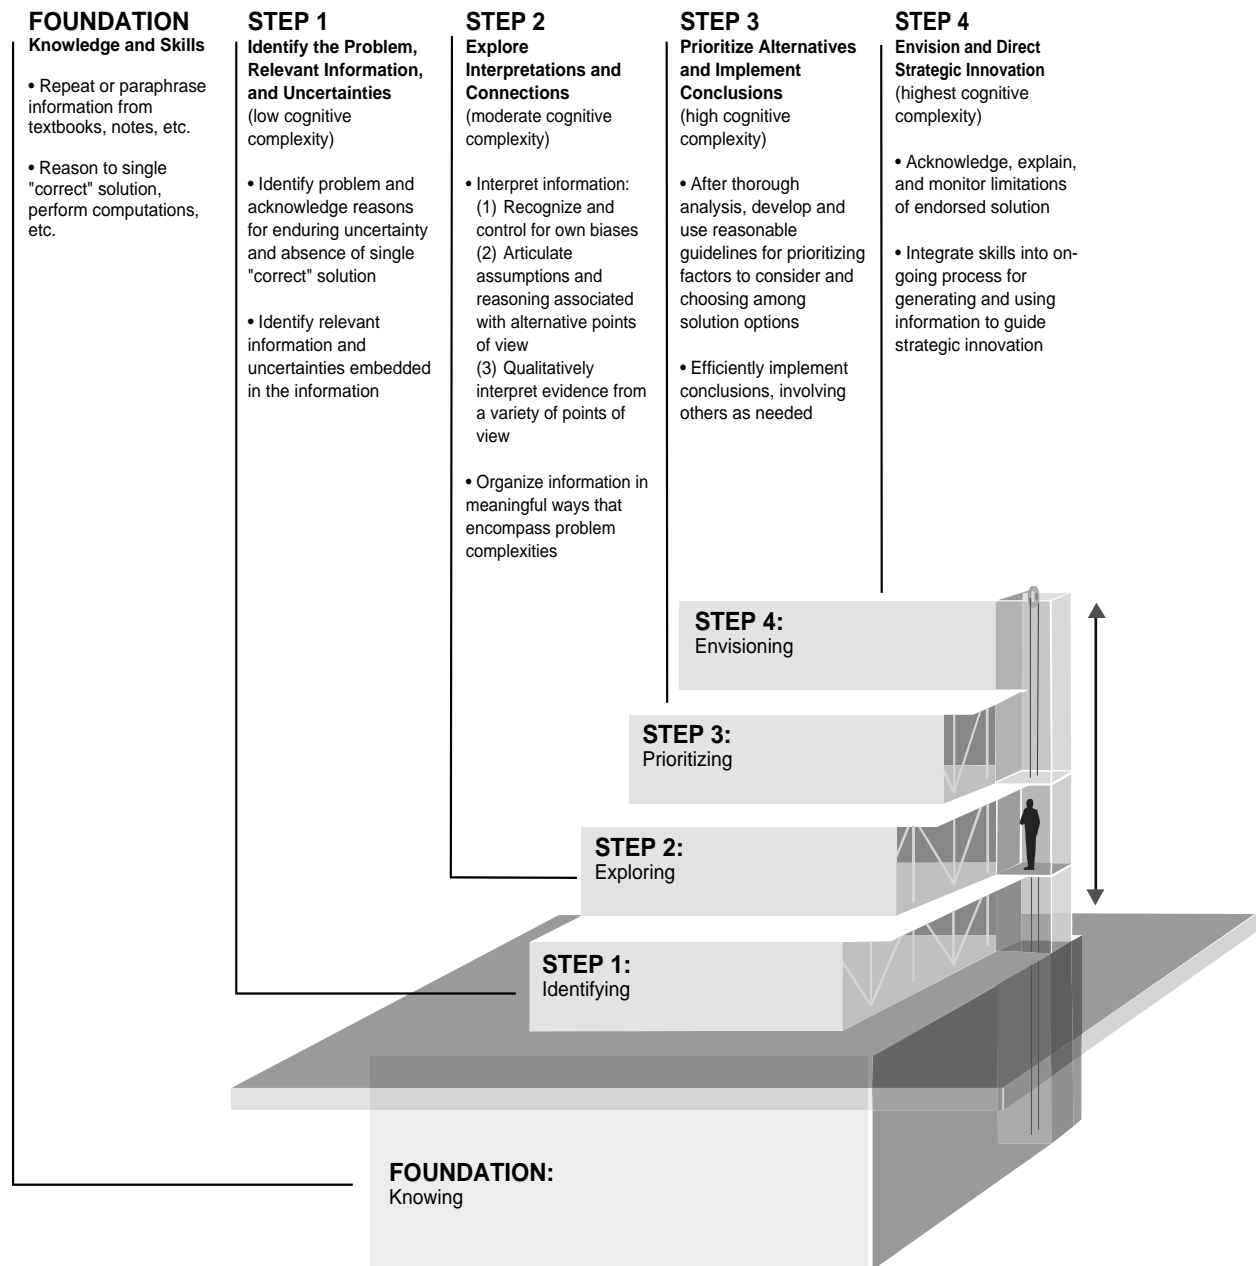 FOUNDATION
Knowledge and Skills
• Repeat or paraphrase
information from
textbooks, notes, etc.
• Reason to single
"correct" solution,
perform computations,
etc.
STEP 1
Identify the Problem,
Relevant Information,
and Uncertainties
(low cognitive
complexity)
• Identify problem and
acknowledge reasons
for enduring uncertainty
and absence of single
"correct" solution
• Identify relevant
information and
uncertainties embedded
in the information
STEP 2
Explore
Interpretations and
Connections
(moderate cognitive
complexity)
• Interpret information:
(1) Recognize and
control for own biases
(2) Articulate
assumptions and
reasoning associated
with alternative points
of view
(3) Qualitatively
interpret evidence from
a variety of points of
view
• Organize information in
meaningful ways that
encompass problem
complexities
STEP 3
Prioritize Alternatives
and Implement
Conclusions
(high cognitive
complexity)
• After thorough
analysis, develop and
use reasonable
guidelines for prioritizing
factors to consider and
choosing among
solution options
• Efficiently implement
conclusions, involving
others as needed
STEP 4
Envision and Direct
Strategic Innovation
(highest cognitive
complexity)
• Acknowledge, explain,
and monitor limitations
of endorsed solution
• Integrate skills into on-
going process for
generating and using
information to guide
strategic innovation
STEP 4:
Envisioning
STEP 3:
Prioritizing
STEP 2:
Exploring
STEP 1:
Identifying
FOUNDATION:
Knowing